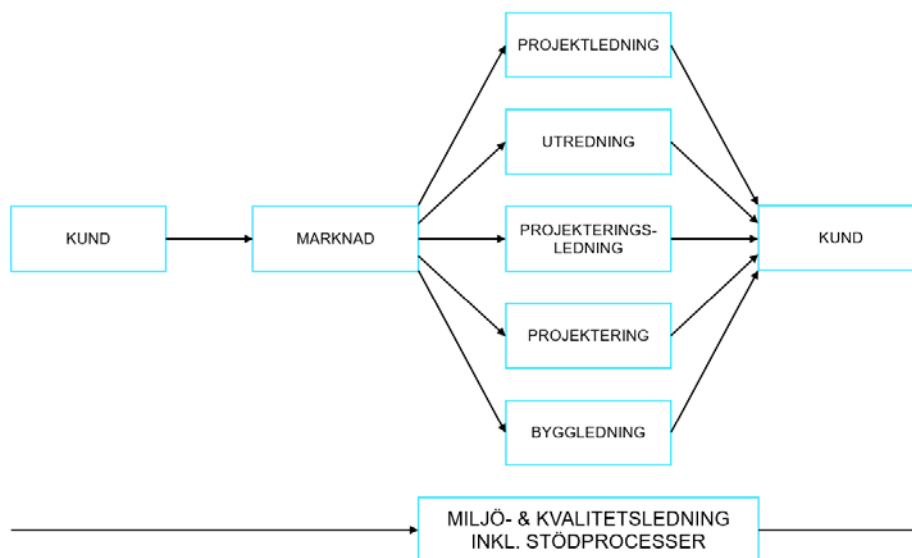 PROJEKTLEDNING
UTREDNING
KUND
MARKNAD
PROJEKTERINGS-
LEDNING
KUND
PROJEKTERING
BYGGLEDNING
MILJÖ- & KVALITETSLEDNING
INKL. STÖDPROCESSER